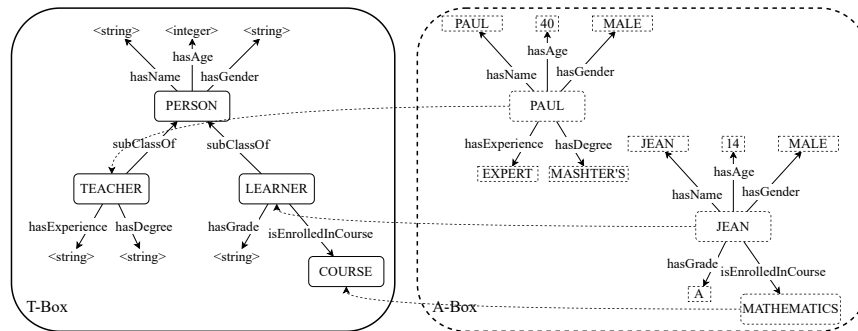 <string>
<integer>
<string>
hasAge
hasName
hasGender
PERSON
subClassOf
subClassOf
TEACHER
LEARNER
hasExperience
hasDegree
hasGrade
isEnrolledInCourse
<string>
<string>
<string>
COURSE
T-Box
PAUL
40
MALE
hasAge
hasName
hasGender
PAUL
hasExperience
hasDegree
EXPERT
MASHTER'S
JEAN
14
MALE
hasAge
hasName
hasGender
JEAN
hasGrade
isEnrolledInCourse
A
MATHEMATICS
A-Box